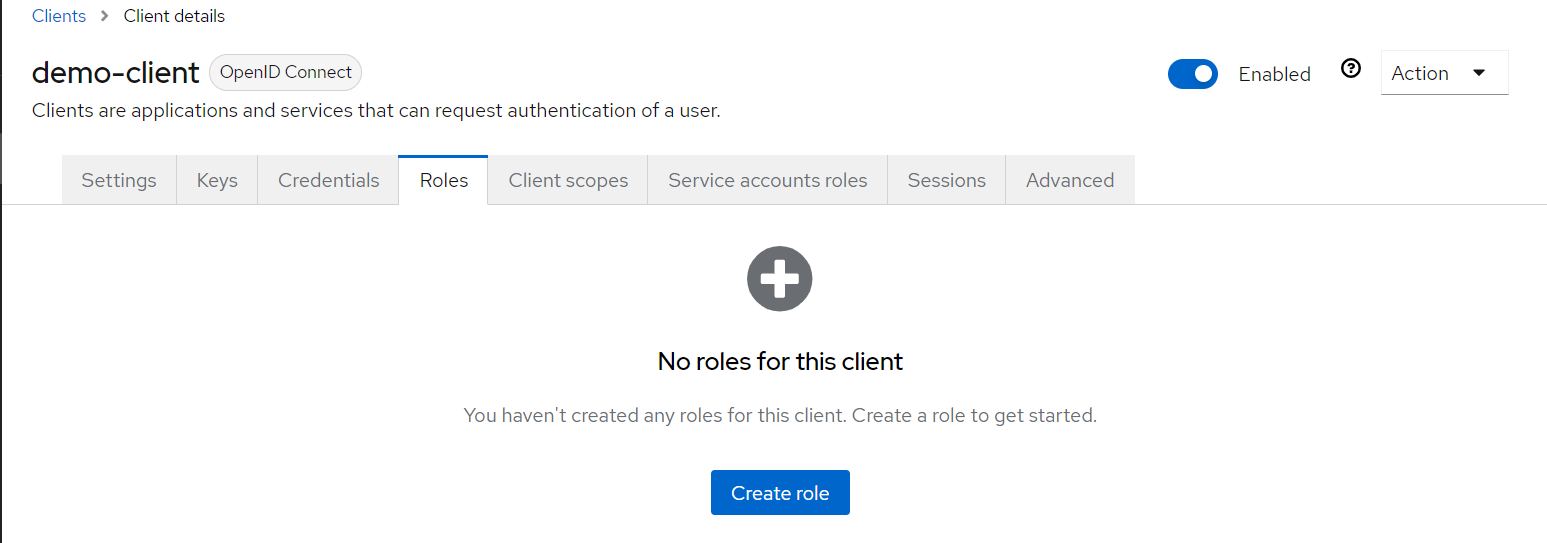 Clients > Client details
demo-client OpenID Connect
Enabled ? Action
Clients are applications and services that can request authentication of a user.
Settings Keys Credentials Roles Client scopes Service accounts roles Sessions Advanced
No roles for this client
You haven't created any roles for this client. Create a role to get started.
Create role